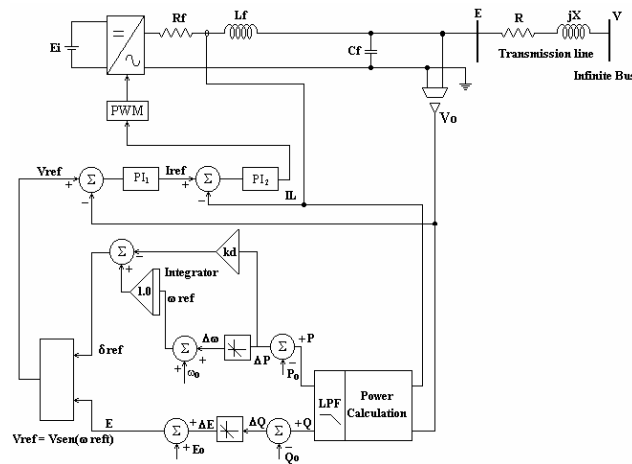 Rf
Lf
E
R
jX
V
Ei
Cf
Transmission line
Infinite Bus
PWM
Vo
Vref
+
Σ
−
PI1
Iref
+
Σ
−
PI2
IL
Σ
−
+
kd
Integrator
1.0
ω ref
δref
Δω
+
Σ
+
ωo
ΔP
Σ
+P
−
Po
LPF
Power
Calculation
E
Σ
+
ΔE
+
Eo
ΔQ
Σ
+Q
−
Qo
Vref = Vsen(ω reft)